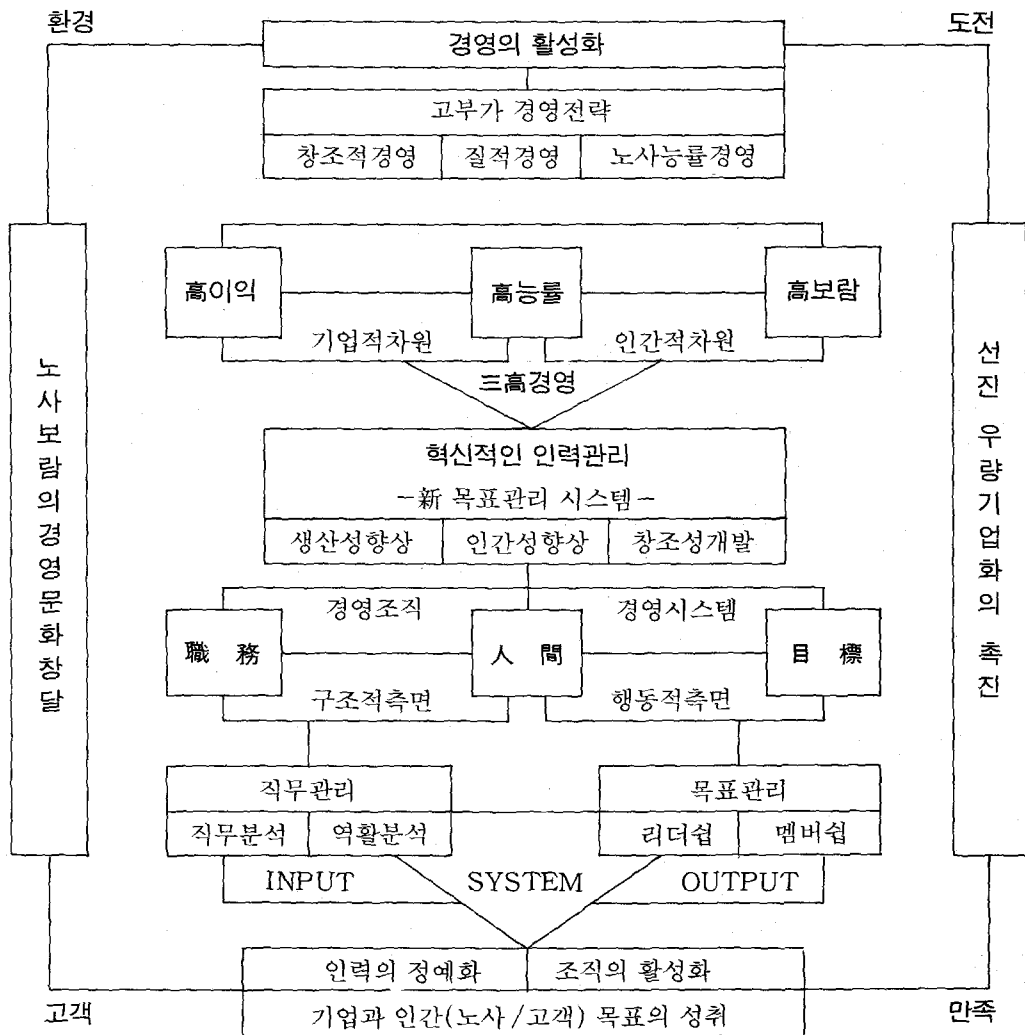 환경
도전
경영의 활성화
고부가 경영전략
창조적경영 질적경영 노사능률경영
高이익 高능률 高보람
기업적차원 인간적차원
三高경영
혁신적인 인력관리
-新 목표관리 시스템-
생산성향상 인간성향상 창조성개발
경영조직 경영시스템
職務 人間 目標
구조적측면 행동적측면
직무관리 목표관리
직무분석 역활분석 리더쉽 멤버쉽
INPUT SYSTEM OUTPUT
인력의 정예화 조직의 활성화
기업과 인간(노사/고객) 목표의 성취
노사보람의경영문화창달
선진 우량기업화의 촉진
고객
만족